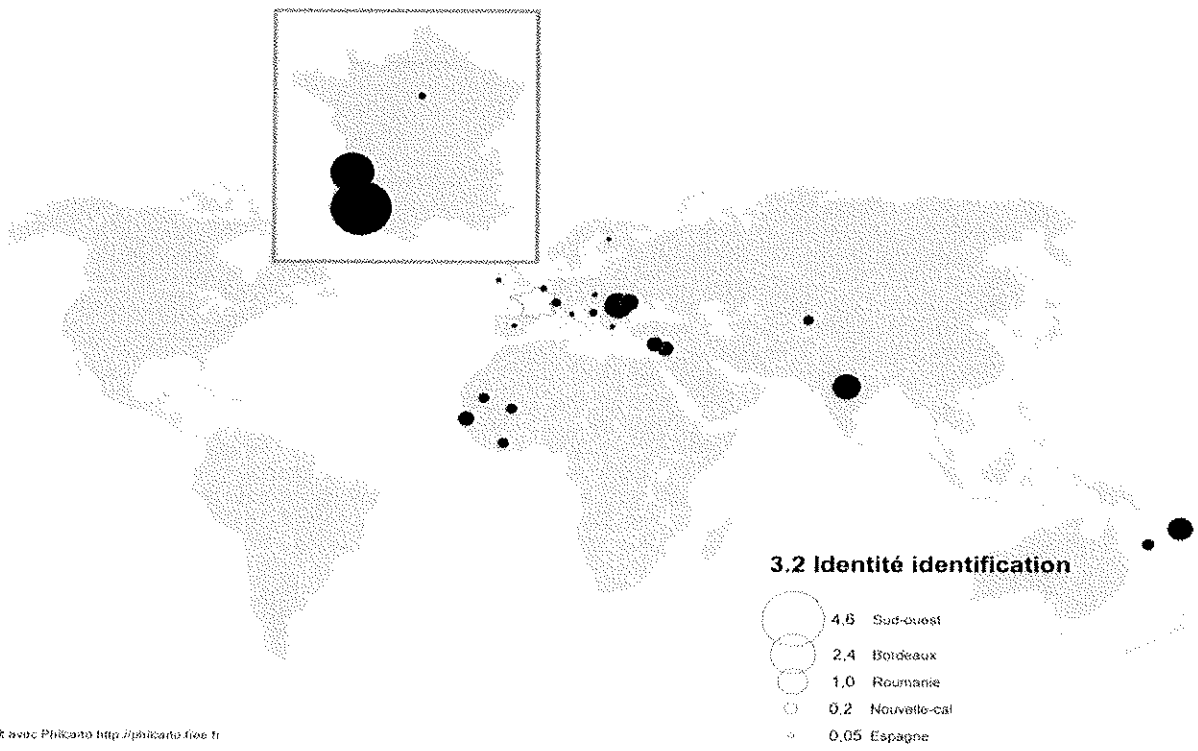 3.2 Identité identification
4,6 Sud-ouest
2,4 Bordeaux
1,0 Roumanie
0,2 Nouvelle-cal
0,05 Espagne
avec Philcarto http://philcarto.free.fr